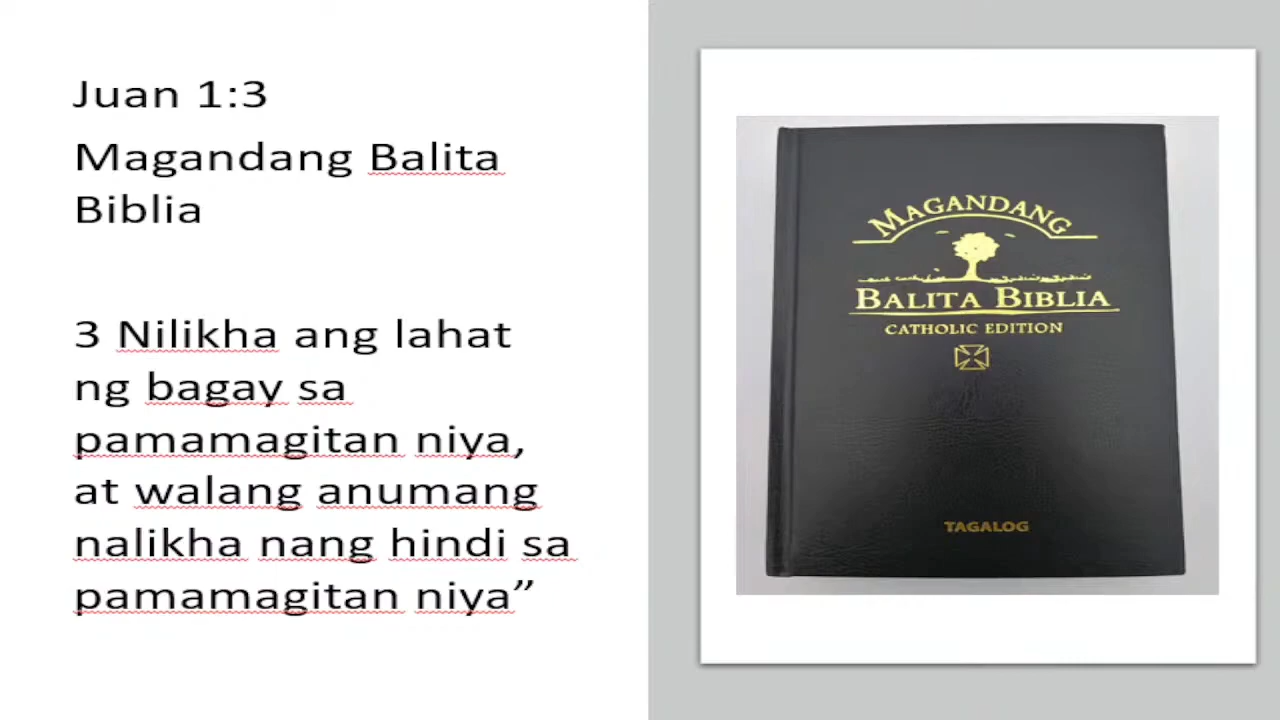 Juan 1:3
Magandang Balita
Biblia
3 Nilikha ang lahat
ng bagay sa
pamamagitan niya,
at walang anumang
nalikha nang hindi sa
pamamagitan niya”
MAGANDANG
BALITA BIBLIA
CATHOLIC EDITION
TAGALOG